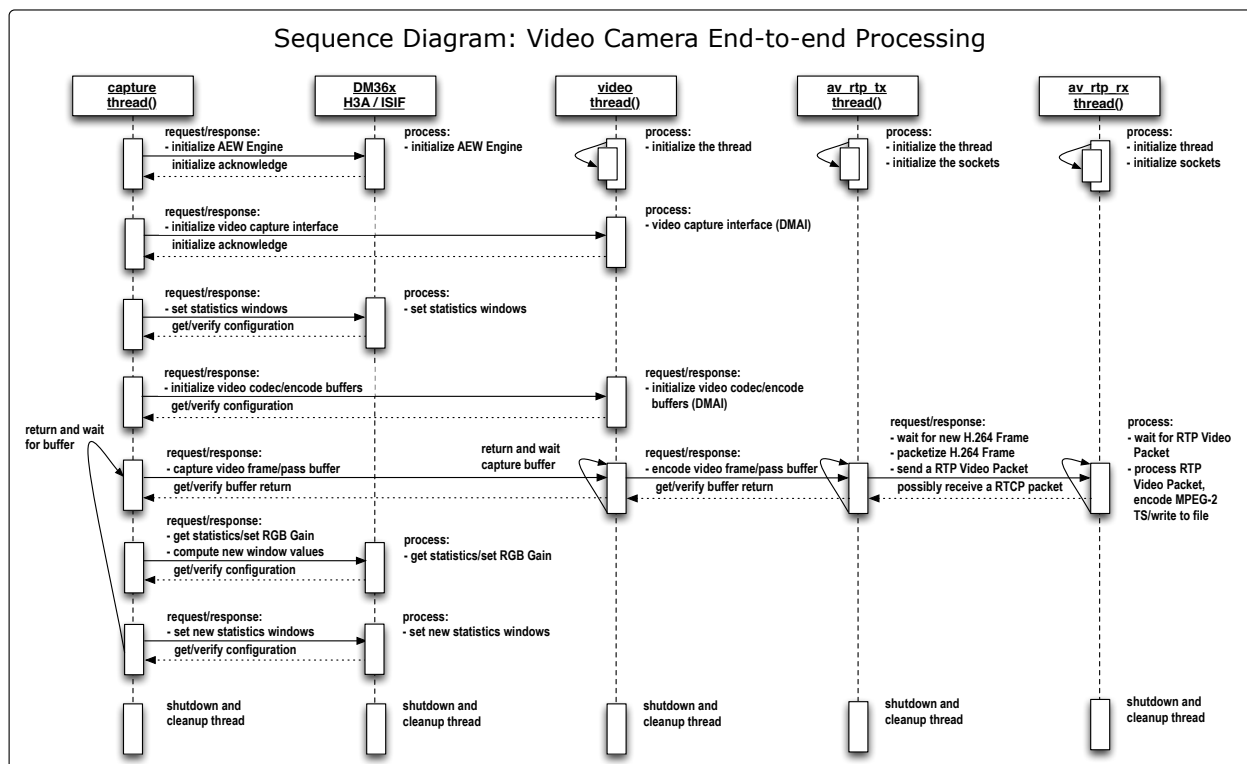 Sequence Diagram: Video Camera End-to-end Processing
capture
thread()
DM36x
H3A / ISIF
video
thread()
av_rtp_tx
thread()
av_rtp_rx
thread()
request/response:
- initialize AEW Engine
initialize acknowledge
process:
- initialize AEW Engine
process:
- initialize the thread
process:
- initialize the thread
- initialize the sockets
process:
- initialize thread
- initialize sockets
request/response:
- initialize video capture interface
initialize acknowledge
process:
- video capture interface (DMAI)
request/response:
- set statistics windows
get/verify configuration
process:
- set statistics windows
request/response:
- initialize video codec/encode buffers
get/verify configuration
request/response:
- initialize video codec/encode
buffers (DMAI)
return and wait
for buffer
request/response:
- capture video frame/pass buffer
get/verify buffer return
return and wait
capture buffer
request/response:
- encode video frame/pass buffer
get/verify buffer return
request/response:
- wait for new H.264 Frame
- packetize H.264 Frame
- send a RTP Video Packet
possibly receive a RTCP packet
process:
- wait for RTP Video
Packet
- process RTP
Video Packet,
encode MPEG-2
TS/write to file
request/response:
- get statistics/set RGB Gain
- compute new window values
get/verify configuration
process:
- get statistics/set RGB Gain
request/response:
- set new statistics windows
get/verify configuration
process:
- set new statistics windows
shutdown and
cleanup thread
shutdown and
cleanup thread
shutdown and
cleanup thread
shutdown and
cleanup thread
shutdown and
cleanup thread